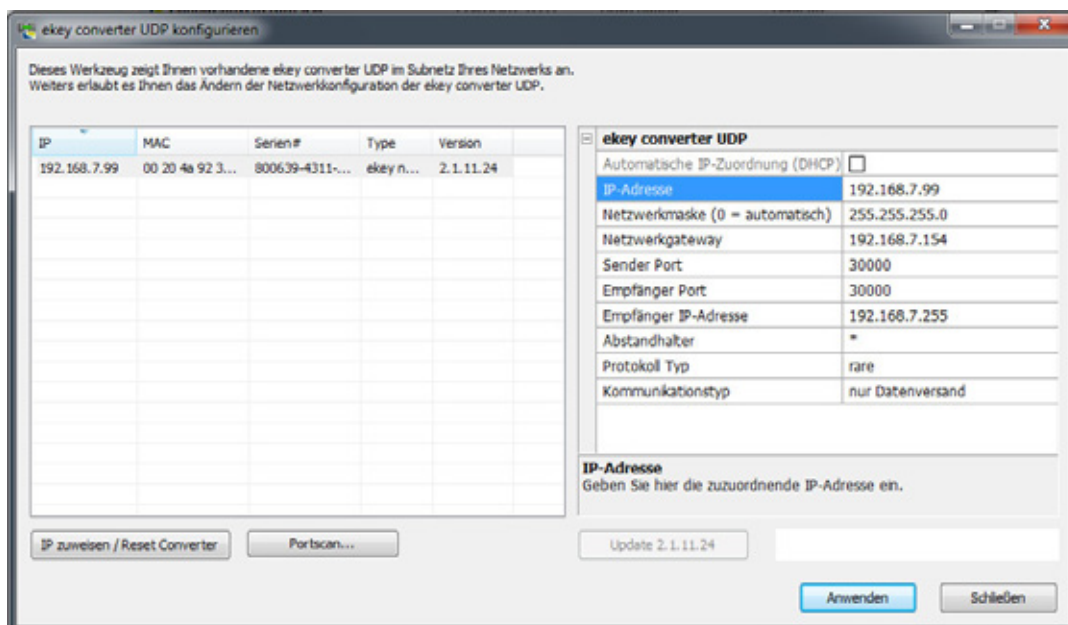 ekey converter UDP konfigurieren
Dieses Werkzeug zeigt Ihnen vorhandene ekey converter UDP im Subnetz Ihres Netzwerks an.
Weiters erlaubt es Ihnen das Ändern der Netzwerkkonfiguration der ekey converter UDP.
IP MAC Serien# Type Version
192.168.7.99 00 20 4a 92 3... 800639-4311-... ekey n... 2.1.11.24
ekey converter UDP
Automatische IP-Zuordnung (DHCP)
IP-Adresse 192.168.7.99
Netzwerkmaske (0 = automatisch) 255.255.255.0
Netzwerkgateway 192.168.7.154
Sender Port 30000
Empfänger Port 30000
Empfänger IP-Adresse 192.168.7.255
Abstandhalter *
Protokoll Typ rare
Kommunikationstyp nur Datenversand
IP-Adresse
Geben Sie hier die zuzuordnende IP-Adresse ein.
IP zuweisen / Reset Converter Portscan... Update 2.1.11.24
Anwenden Schließen